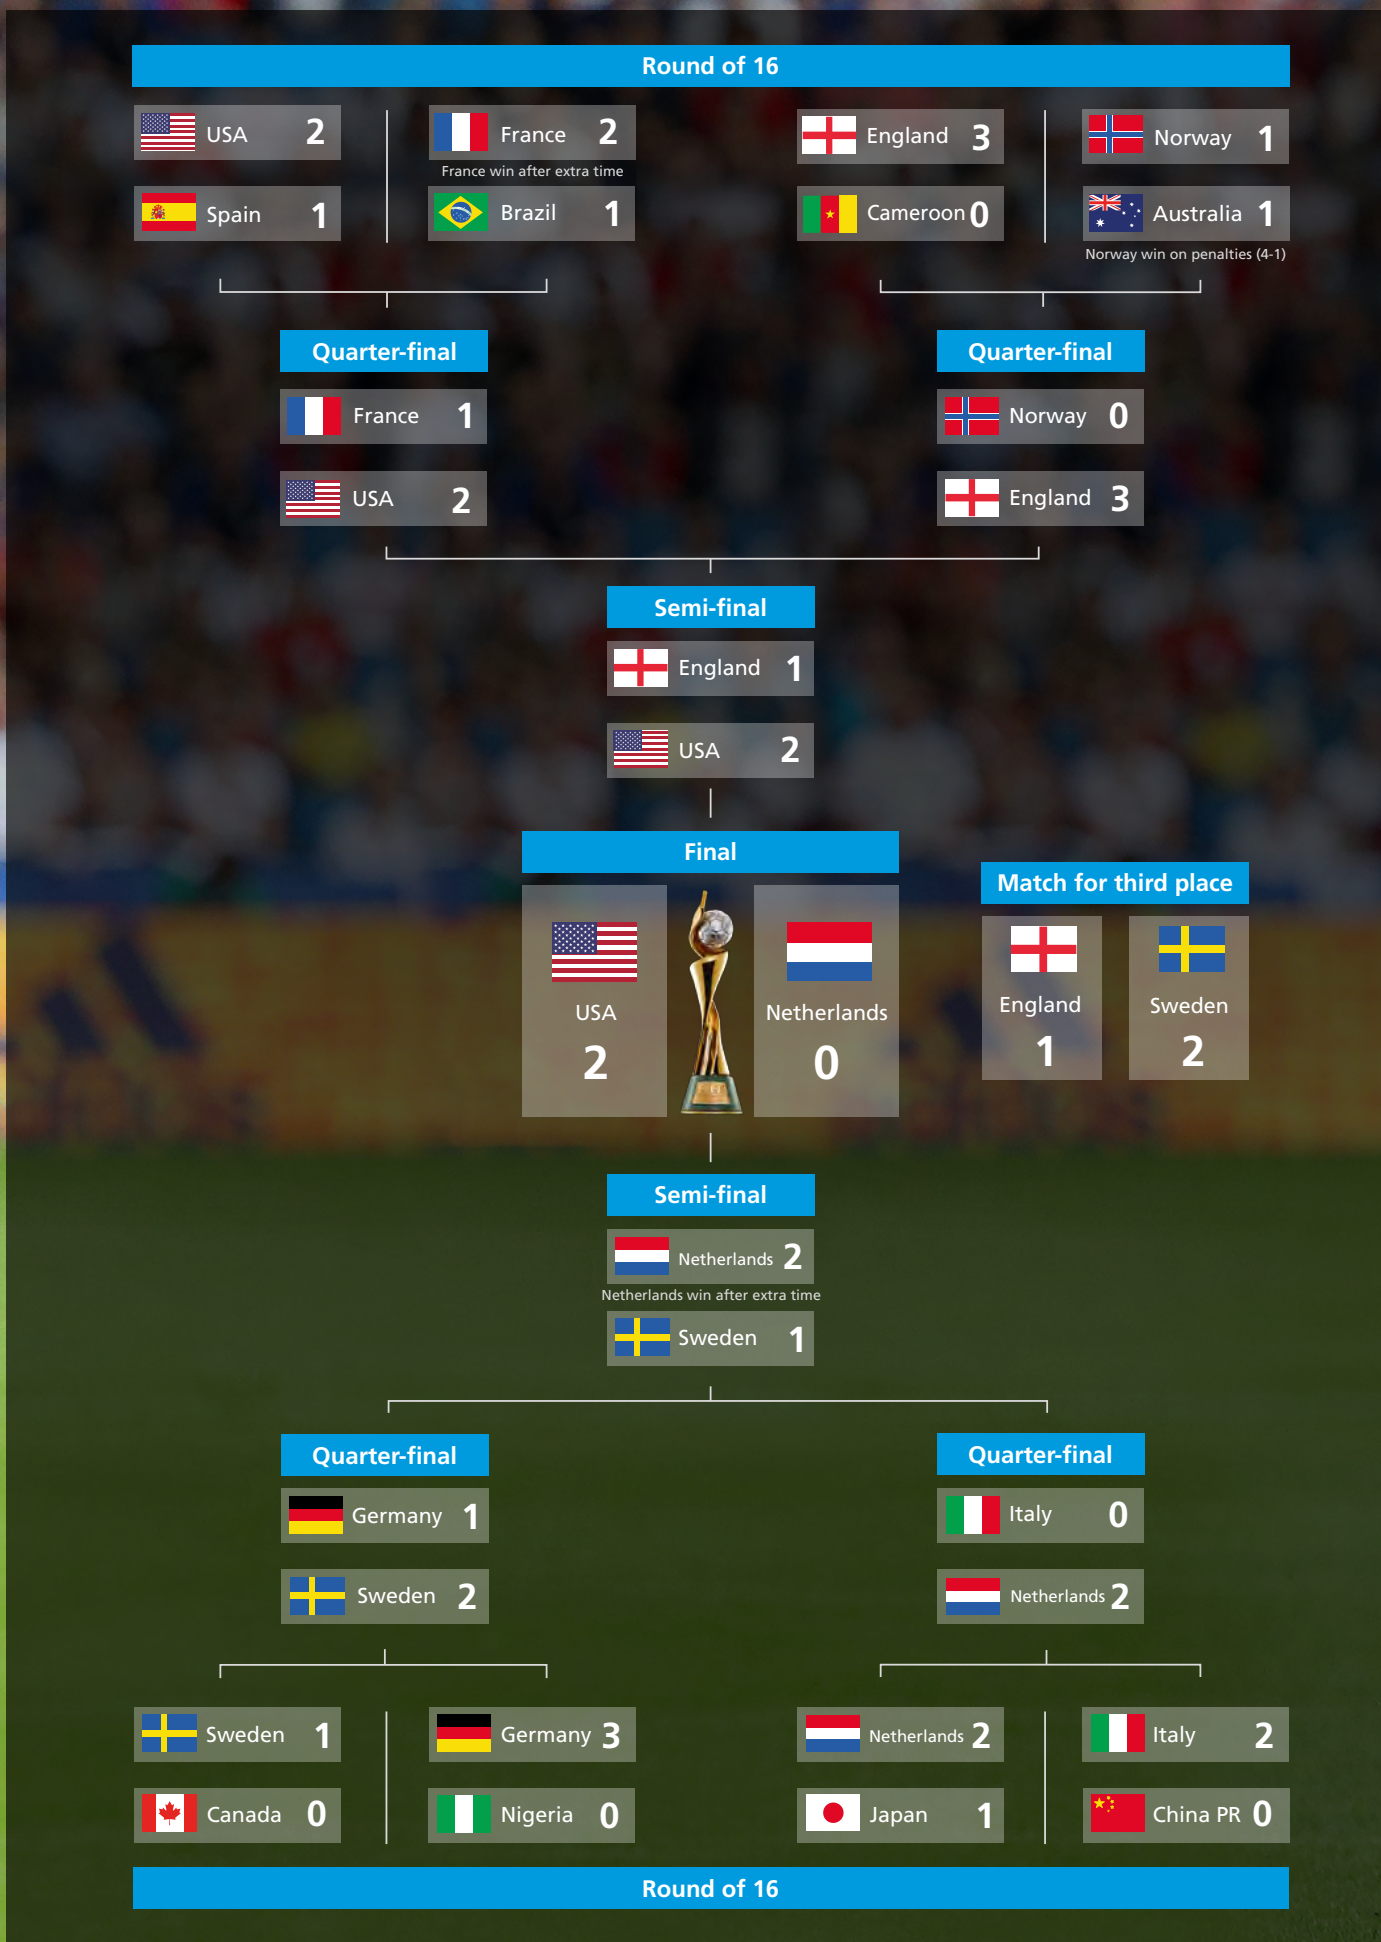 Round of 16
USA 2
France 2
England 3
Norway 1
France win after extra time
Spain 1
Brazil 1
Cameroon 0
Australia 1
Norway win on penalties (4-1)
Quarter-final
Quarter-final
France 1
Norway 0
USA 2
England 3
Semi-final
England 1
USA 2
Final
Match for third place
USA
Netherlands
England
Sweden
2
0
1
2
Semi-final
Netherlands 2
Netherlands win after extra time
Sweden 1
Quarter-final
Quarter-final
Germany 1
Italy 0
Sweden 2
Netherlands 2
Sweden 1
Germany 3
Netherlands 2
Italy 2
Canada 0
Nigeria 0
Japan 1
China PR 0
Round of 16